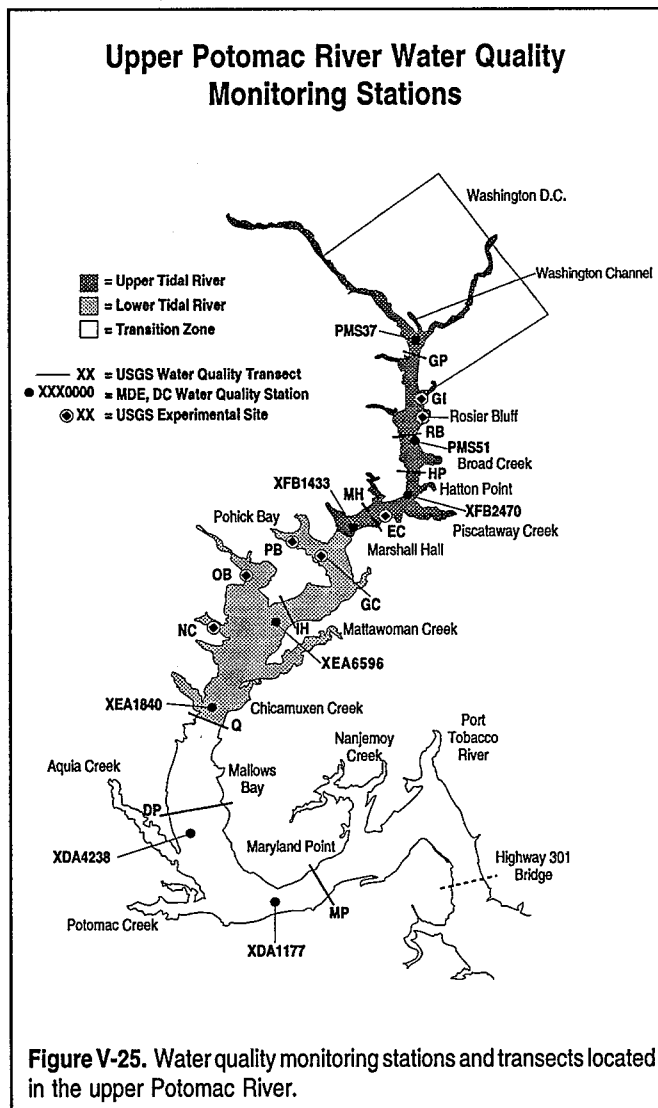 Upper Potomac River Water Quality
Monitoring Stations
Washington D.C.
Washington Channel
= Upper Tidal River
= Lower Tidal River
= Transition Zone
XX = USGS Water Quality Transect
XXX0000 = MDE, DC Water Quality Station
XX = USGS Experimental Site
PMS37
GP
GI
Rosier Bluff
RB
PMS51
Broad Creek
HP
XFB1433
MH
Hatton Point
Pohick Bay
EC
XFB2470
Piscataway Creek
PB
Marshall Hall
OB
GC
NC
IH
Mattawoman Creek
XEA6596
XEA1840
Q
Chicamuxen Creek
Port
Tobacco
River
Nanjemoy
Creek
Aquia Creek
Mallows
Bay
DP
Maryland Point
XDA4238
Highway 301
Bridge
MP
Potomac Creek
XDA1177
Figure V-25. Water quality monitoring stations and transects located
in the upper Potomac River.